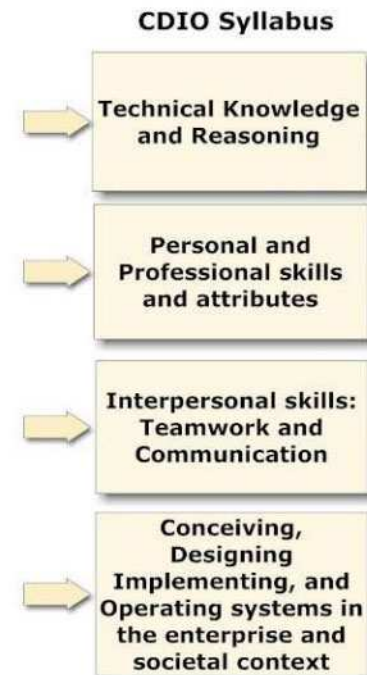 CDIO Syllabus
Technical Knowledge
and Reasoning
Personal and
Professional skills
and attributes
Interpersonal skills:
Teamwork and
Communication
Conceiving,
Designing
Implementing, and
Operating systems in
the enterprise and
societal context